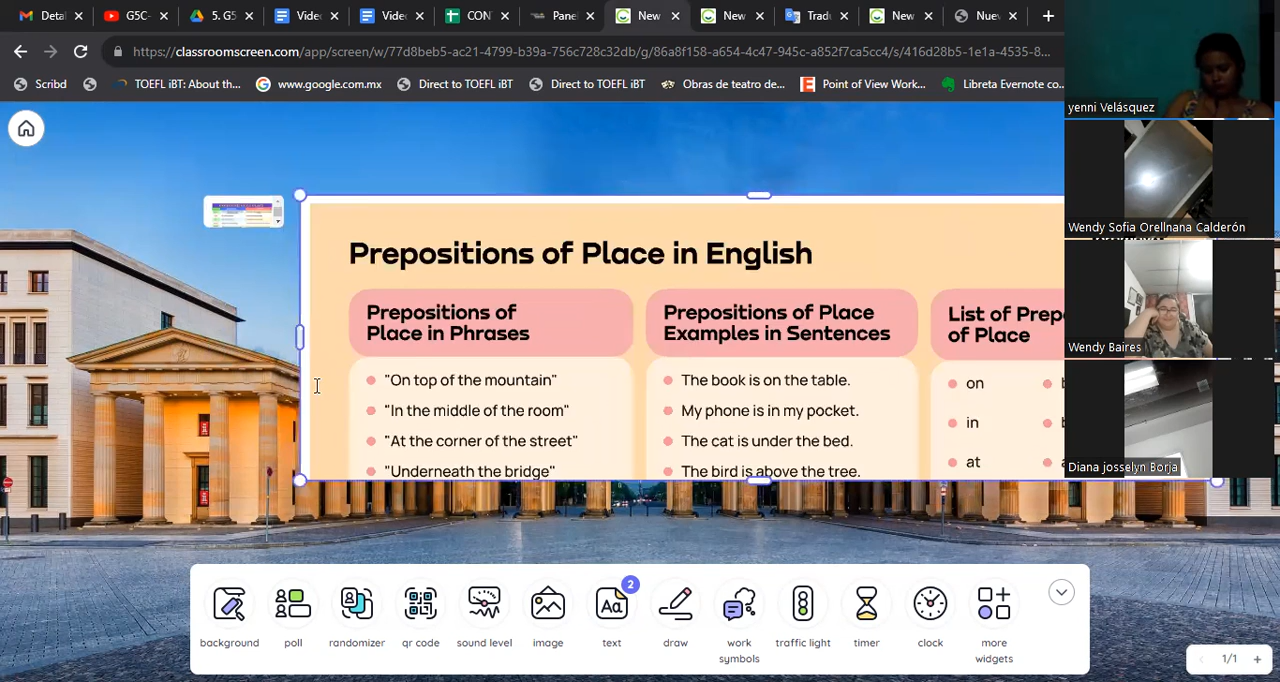 Detal
G5C-
5. G5
Video
Video
CON
Pane
New
New
Tradu
New
Nuev
https://classroomscreen.com/app/screen/w/77d8beb5-ac21-4799-b39a-756c728c32db/g/86a8f158-a654-4c47-945c-a852f7ca5cc4/s/416d28b5-1e1a-4535-8...
Scribd
TOEFL iBT: About th...
www.google.com.mx
Direct to TOEFL iBT
Direct to TOEFL iBT
Obras de teatro de...
Point of View Work...
Libreta Evernote co...
yenni Velásquez
Wendy Sofia Orellnana Calderón
Wendy Baires
Diana josselyn Borja
Prepositions of Place in English
Prepositions of
Place in Phrases
"On top of the mountain"
"In the middle of the room"
"At the corner of the street"
"Underneath the bridge"
Prepositions of Place
Examples in Sentences
The book is on the table.
My phone is in my pocket.
The cat is under the bed.
The bird is above the tree.
List of Prep
of Place
on
in
at
2
background
poll
randomizer
qr code
sound level
image
text
draw
work
symbols
traffic light
timer
clock
more
widgets
1/1